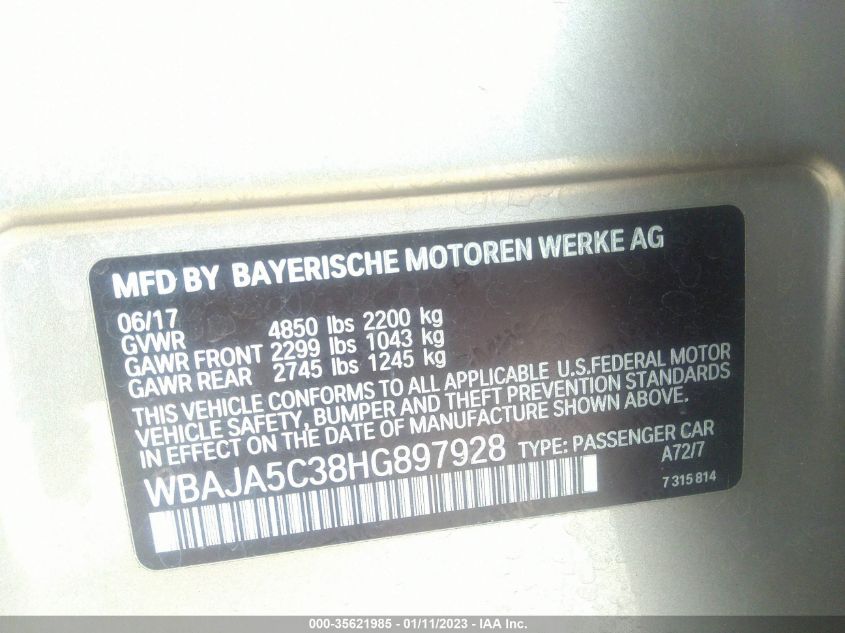 MFD BY BAYERISCHE MOTOREN WERKE AG
06/17
GVWR 4850 lbs 2200 kg
GAWR FRONT 2299 lbs 1043 kg
GAWR REAR 2745 lbs 1245 kg
THIS VEHICLE CONFORMS TO ALL APPLICABLE U.S.FEDERAL MOTOR
VEHICLE SAFETY, BUMPER AND THEFT PREVENTION STANDARDS
IN EFFECT ON THE DATE OF MANUFACTURE SHOWN ABOVE.
WBAJA5C38HG897928 TYPE: PASSENGER CAR
A72/7
7 315 814
000-35621985 - 01/11/2023 - IAA Inc.